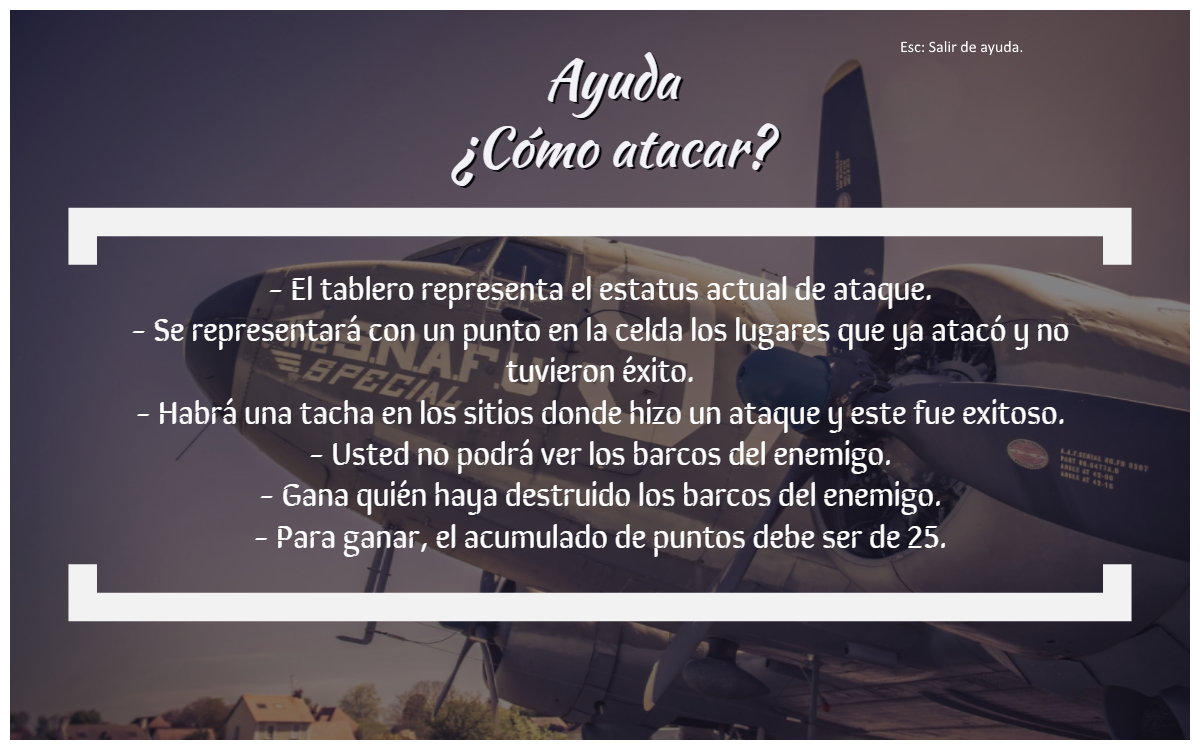 Esc: Salir de ayuda.
Ayuda
¿Cómo atacar?
- El tablero representa el estatus actual de ataque.
- Se representará con un punto en la celda los lugares que ya atacó y no
tuvieron éxito.
- Habrá una tacha en los sitios donde hizo un ataque y este fue exitoso.
- Usted no podrá ver los barcos del enemigo.
- Gana quién haya destruido los barcos del enemigo.
- Para ganar, el acumulado de puntos debe ser de 25.
S.N.A.F.U
SPECIAL